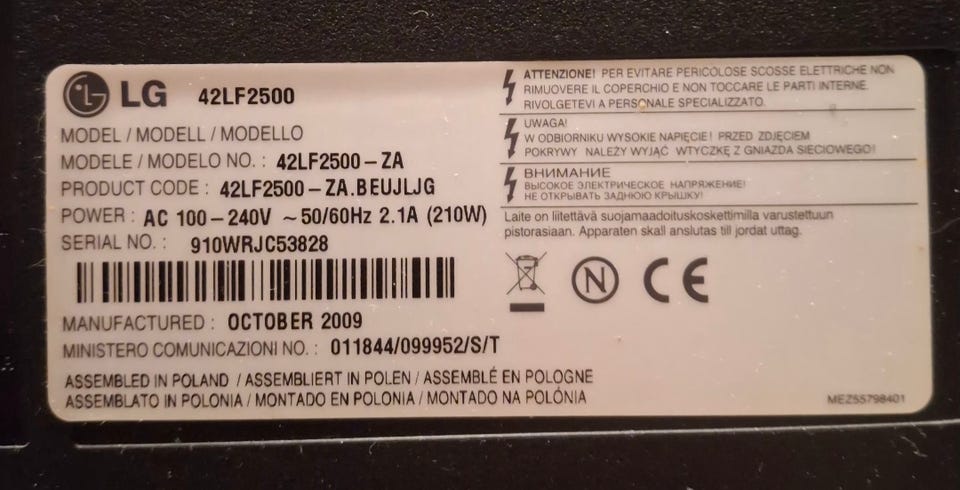 LG 42LF2500
MODEL / MODELL / MODELLO
MODELE / MODELO NO. : 42LF2500-ZA
PRODUCT CODE : 42LF2500-ZA.BEUJLJG
POWER : AC 100-240V ~50/60Hz 2.1A (210W)
SERIAL NO. : 910WRJC53828
MANUFACTURED : OCTOBER 2009
MINISTERO COMUNICAZIONI NO. : 011844/099952/S/T
ASSEMBLED IN POLAND / ASSEMBLIERT IN POLEN / ASSEMBLÉ EN POLOGNE
ASSEMBLATO IN POLONIA / MONTADO EN POLONIA / MONTADO NA POLÔNIA
ATTENZIONE! PER EVITARE PERICOLOSE SCOSSE ELETTRICHE NON
RIMUOVERE IL COPERCHIO E NON TOCCARE LE PARTI INTERNE.
RIVOLGETEVI A PERSONALE SPECIALIZZATO.
UWAGA!
W ODBIORNIKU WYSOKIE NAPIĘCIE! PRZED ZDJĘCIEM
POKRYWY NALEŻY WYJĄĆ WTYCZKĘ Z GNIAZDA SIECIOWEGO!
ВНИМАНИЕ
ВЫСОКОЕ ЭЛЕКТРИЧЕСКОЕ НАПРЯЖЕНИЕ!
НЕ ОТКРЫВАТЬ ЗАДНЮЮ КРЫШКУ!
Laite on liitettävä suojamaadoituskoskettimilla varustettuun
pistorasiaan. Apparaten skall anslutas till jordat uttag.
N CE
MEZ55798401